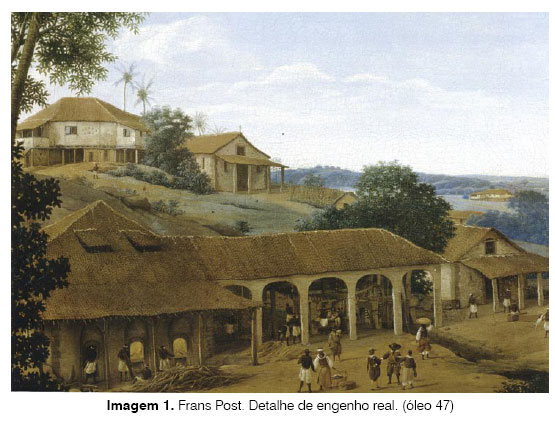 Imagem 1. Frans Post. Detalhe de engenho real. (óleo 47)